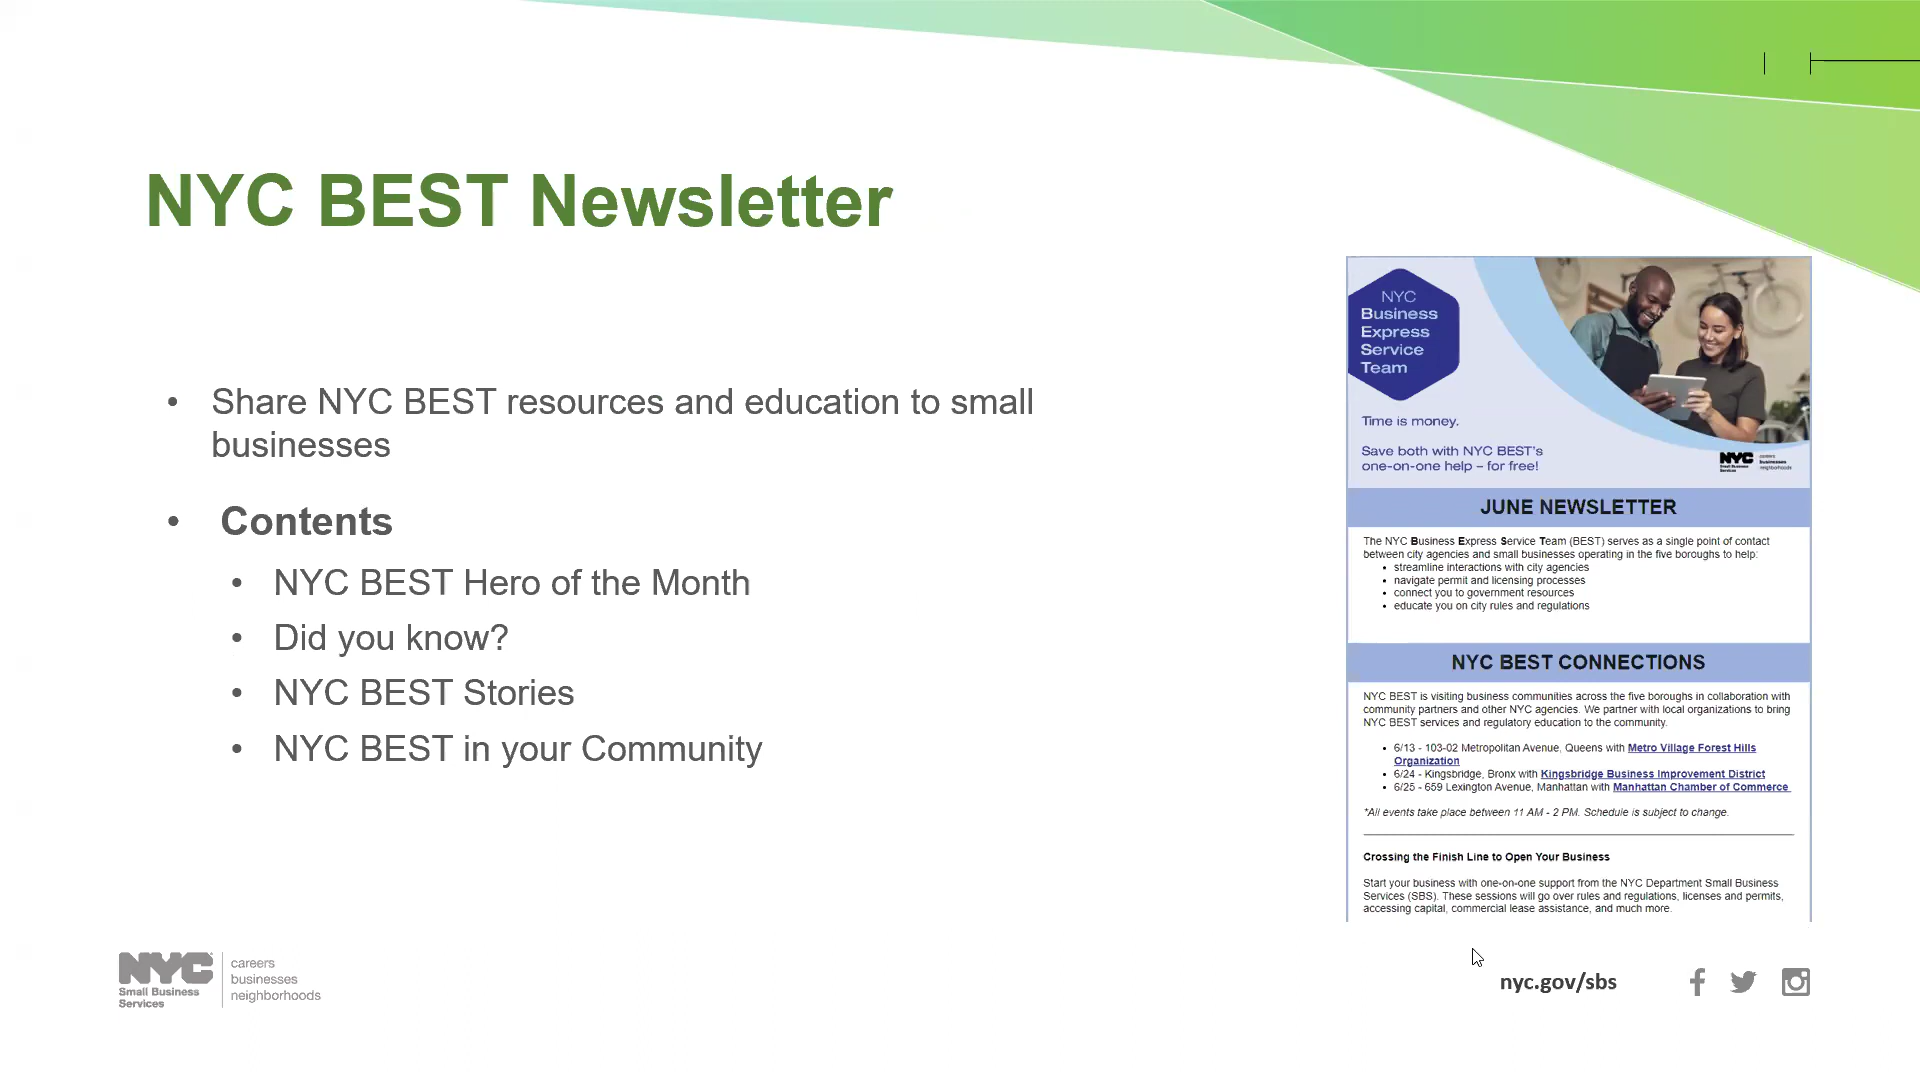 NYC BEST Newsletter
• Share NYC BEST resources and education to small
businesses
• Contents
• NYC BEST Hero of the Month
• Did you know?
• NYC BEST Stories
• NYC BEST in your Community
NYC
Business
Express
Service
Team
Time is money.
Save both with NYC BEST's
one-on-one help – for free!
NYC
Small Business
Services
careers
businesses
neighborhoods
JUNE NEWSLETTER
The NYC Business Express Service Team (BEST) serves as a single point of contact
between city agencies and small businesses operating in the five boroughs to help:
• streamline interactions with city agencies
• navigate permit and licensing processes
• connect you to government resources
• educate you on city rules and regulations
NYC BEST CONNECTIONS
NYC BEST is visiting business communities across the five boroughs in collaboration with
community partners and other NYC agencies. We partner with local organizations to bring
NYC BEST services and regulatory education to the community.
• 6/13 - 103-02 Metropolitan Avenue, Queens with Metro Village Forest Hills
Organization
• 6/24 - Kingsbridge, Bronx with Kingsbridge Business Improvement District
• 6/25 - 659 Lexington Avenue, Manhattan with Manhattan Chamber of Commerce
*All events take place between 11 AM - 2 PM. Schedule is subject to change.
Crossing the Finish Line to Open Your Business
Start your business with one-on-one support from the NYC Department Small Business
Services (SBS). These sessions will go over rules and regulations, licenses and permits,
accessing capital, commercial lease assistance, and much more.
NYC
Small Business
Services
careers
businesses
neighborhoods
nyc.gov/sbs